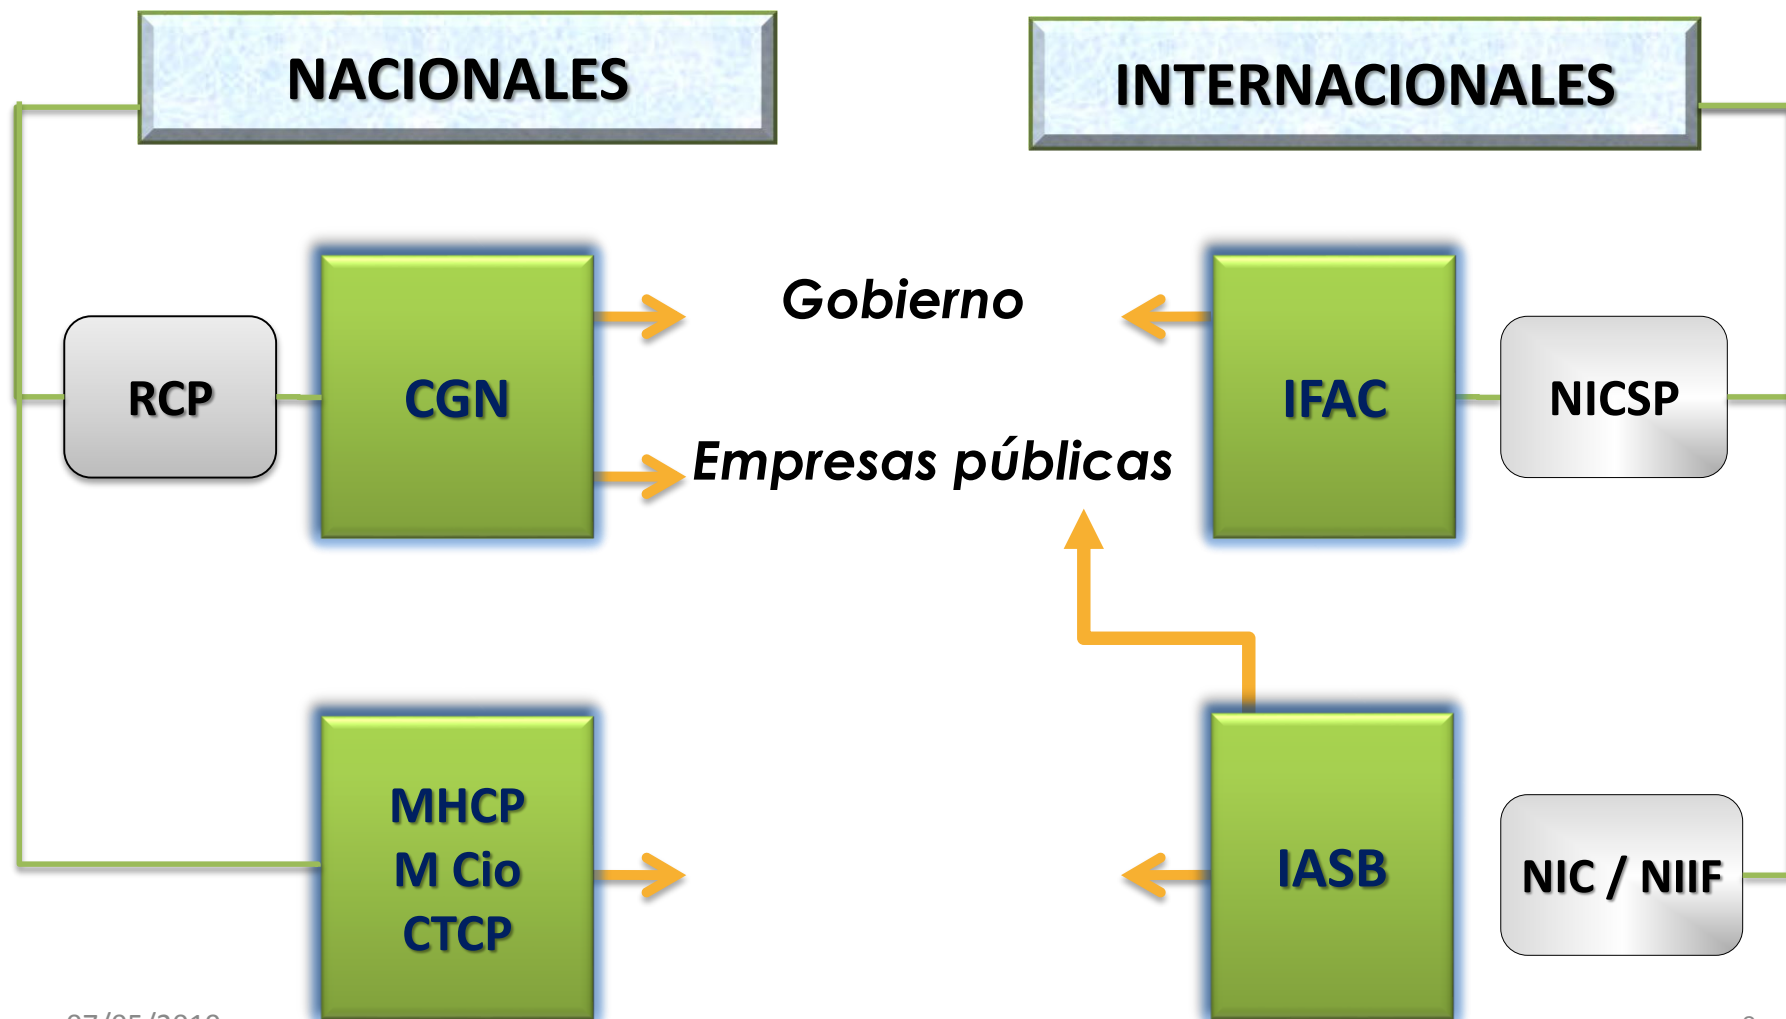 NACIONALES
INTERNACIONALES
Gobierno
RCP
CGN
IFAC
NICSP
Empresas públicas
MHCP
M Cio
CTCP
IASB
NIC / NIIF